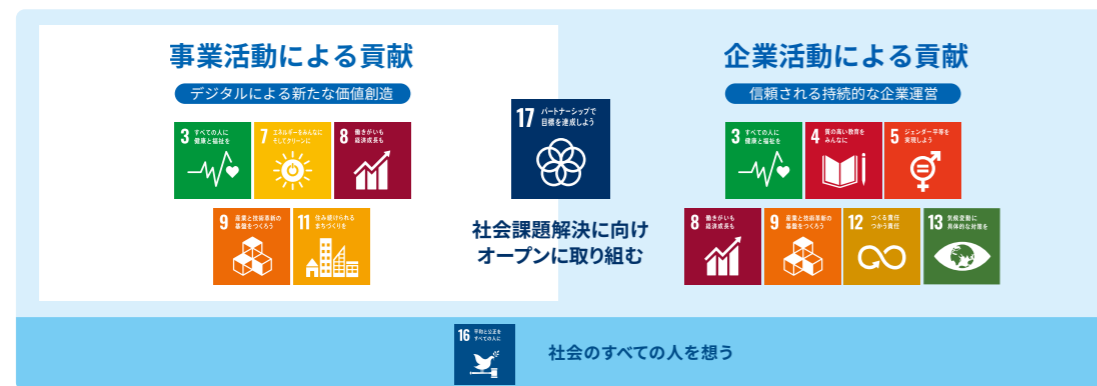 事業活動による貢献
デジタルによる新たな価値創造
3 すべての人に
健康と福祉を
7 エネルギーをみんなに
そしてクリーンに
8 働きがいも
経済成長も
9 産業と技術革新の
基盤をつくろう
11 住み続けられる
まちづくりを
17 パートナーシップで
目標を達成しよう
社会課題解決に向け
オープンに取り組む
企業活動による貢献
信頼される持続的な企業運営
3 すべての人に
健康と福祉を
4 質の高い教育を
みんなに
5 ジェンダー平等を
実現しよう
8 働きがいも
経済成長も
9 産業と技術革新の
基盤をつくろう
12 つくる責任
つかう責任
13 気候変動に
具体的な対策を
16 平和と公正を
すべての人に
社会のすべての人を想う